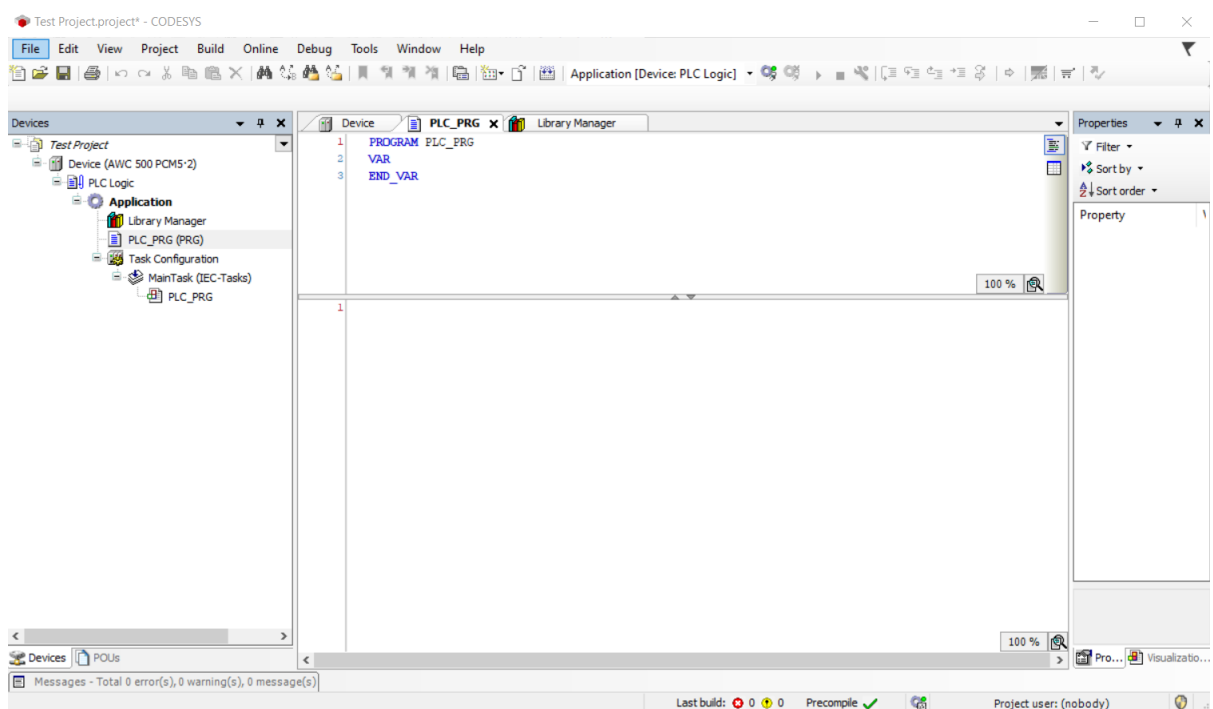 Test Project.project* - CODESYS
File Edit View Project Build Online Debug Tools Window Help
Application [Device: PLC Logic]
Devices
Device PLC_PRG Library Manager
Properties
Test Project
Device (AWC 500 PCM5-2)
PLC Logic
Application
Library Manager
PLC_PRG (PRG)
Task Configuration
MainTask (IEC-Tasks)
PLC_PRG
1 PROGRAM PLC_PRG
2 VAR
3 END_VAR
100 %
1
100 %
Filter
Sort by
Sort order
Property
Devices POUs
Pro... Visualizatio...
Messages - Total 0 error(s), 0 warning(s), 0 message(s)
Last build: 0 0 Precompile Project user: (nobody)